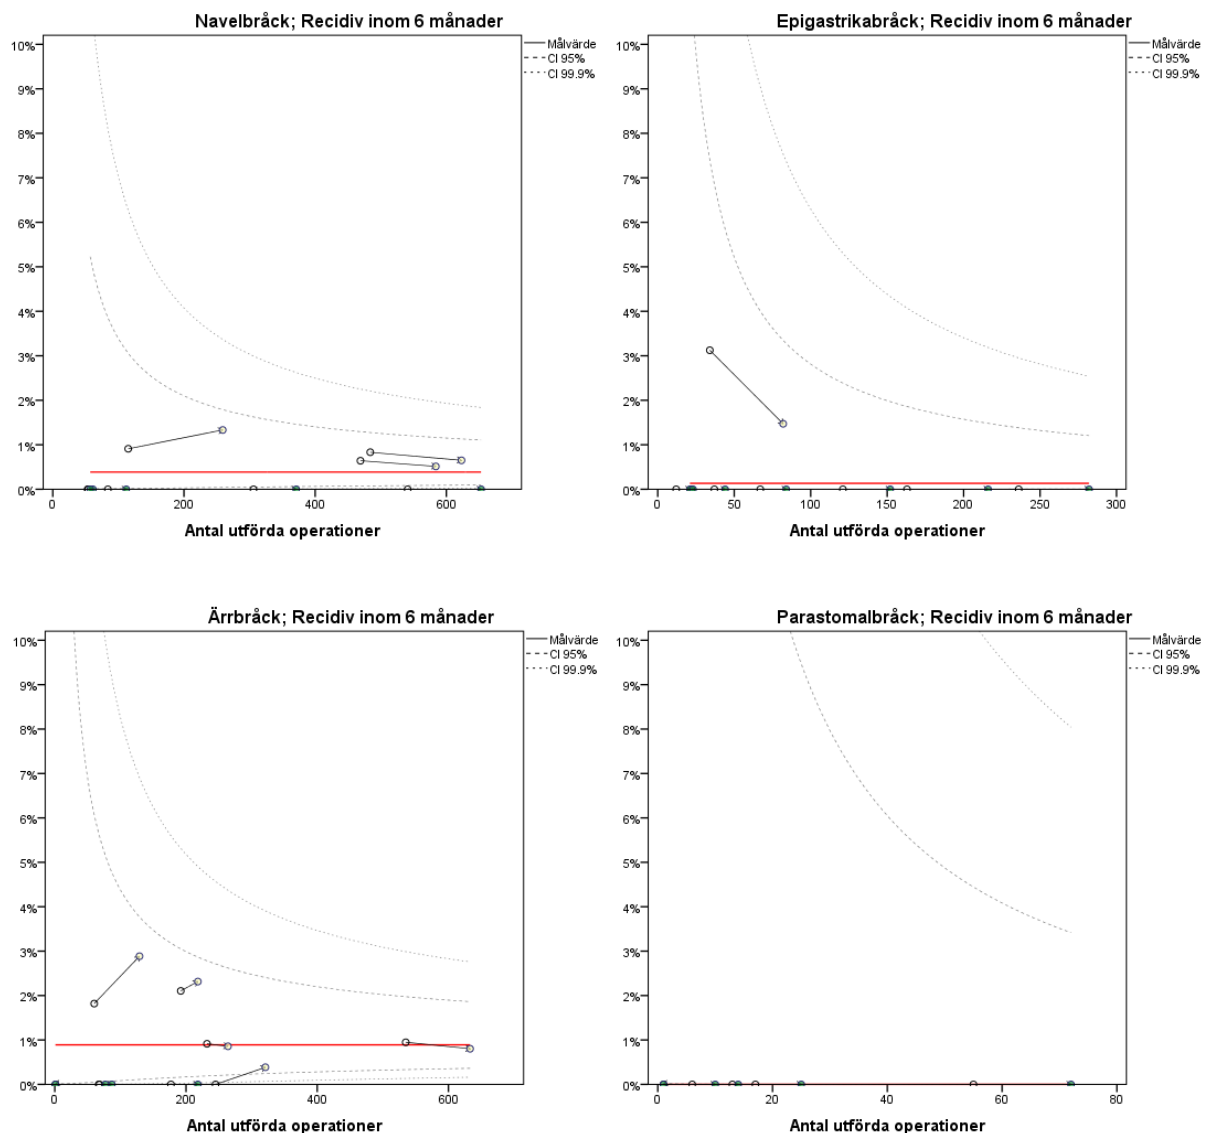 Navelbråck; Recidiv inom 6 månader
Målvärde
CI 95%
CI 99.9%
10%
9%
8%
7%
6%
5%
4%
3%
2%
1%
0%
0 200 400 600
Antal utförda operationer
Epigastrikabråck; Recidiv inom 6 månader
Målvärde
CI 95%
CI 99.9%
10%
9%
8%
7%
6%
5%
4%
3%
2%
1%
0%
0 50 100 150 200 250 300
Antal utförda operationer
Ärrbråck; Recidiv inom 6 månader
Målvärde
CI 95%
CI 99.9%
10%
9%
8%
7%
6%
5%
4%
3%
2%
1%
0%
0 200 400 600
Antal utförda operationer
Parastomalbråck; Recidiv inom 6 månader
Målvärde
CI 95%
CI 99.9%
10%
9%
8%
7%
6%
5%
4%
3%
2%
1%
0%
0 20 40 60 80
Antal utförda operationer